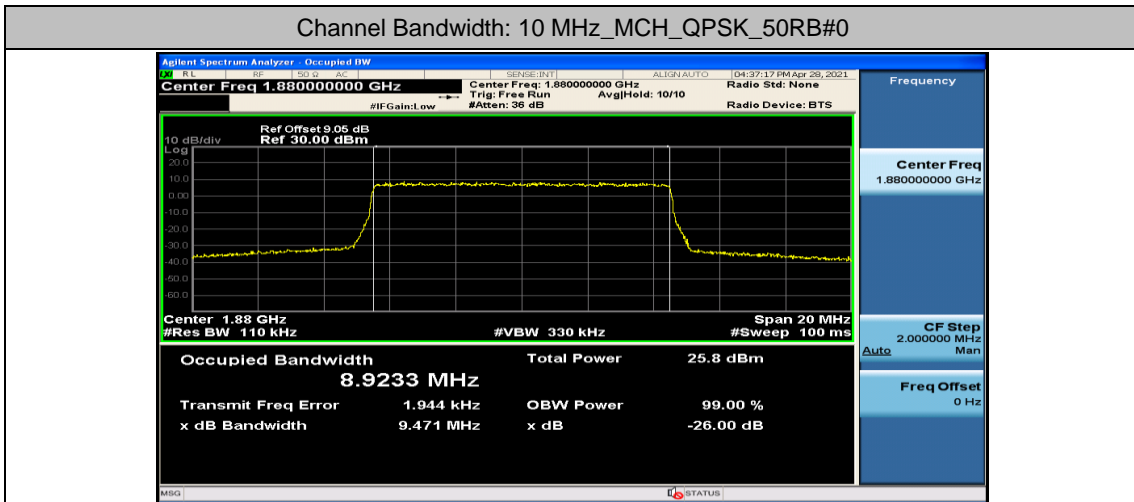 Channel Bandwidth: 10 MHz_MCH_QPSK_50RB#0
Agilent Spectrum Analyzer - Occupied BW
LXI RL RF 50 Ω AC SENSE:INT ALIGN AUTO 04:37:17 PM Apr 28, 2021
Center Freq 1.880000000 GHz
Center Freq: 1.880000000 GHz
Radio Std: None
Trig: Free Run Avg|Hold: 10/10
#IFGain:Low #Atten: 36 dB Radio Device: BTS
Frequency
Ref Offset 9.05 dB
10 dB/div Ref 30.00 dBm
Log
20.0
10.0
0.00
-10.0
-20.0
-30.0
-40.0
-50.0
-60.0
Center 1.88 GHz Span 20 MHz
#Res BW 110 kHz #VBW 330 kHz #Sweep 100 ms
Center Freq
1.880000000 GHz
CF Step
2.000000 MHz
Auto Man
Freq Offset
0 Hz
Occupied Bandwidth Total Power 25.8 dBm
8.9233 MHz
Transmit Freq Error 1.944 kHz OBW Power 99.00 %
x dB Bandwidth 9.471 MHz x dB -26.00 dB
MSG STATUS